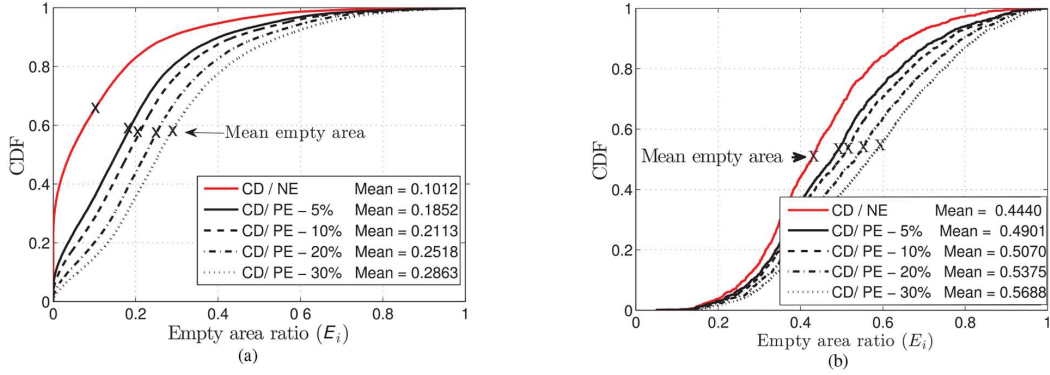 1
0.8
0.6
0.4
0.2
0
CDF
Mean empty area
CD / NE Mean = 0.1012
CD/ PE – 5% Mean = 0.1852
CD/ PE – 10% Mean = 0.2113
CD/ PE – 20% Mean = 0.2518
CD/ PE – 30% Mean = 0.2863
0 0.2 0.4 0.6 0.8 1
Empty area ratio (E_i)
(a)
1
0.8
0.6
0.4
0.2
0
CDF
Mean empty area
CD / NE Mean = 0.4440
CD/ PE – 5% Mean = 0.4901
CD/ PE – 10% Mean = 0.5070
CD/ PE – 20% Mean = 0.5375
CD/ PE – 30% Mean = 0.5688
0 0.2 0.4 0.6 0.8 1
Empty area ratio (E_i)
(b)